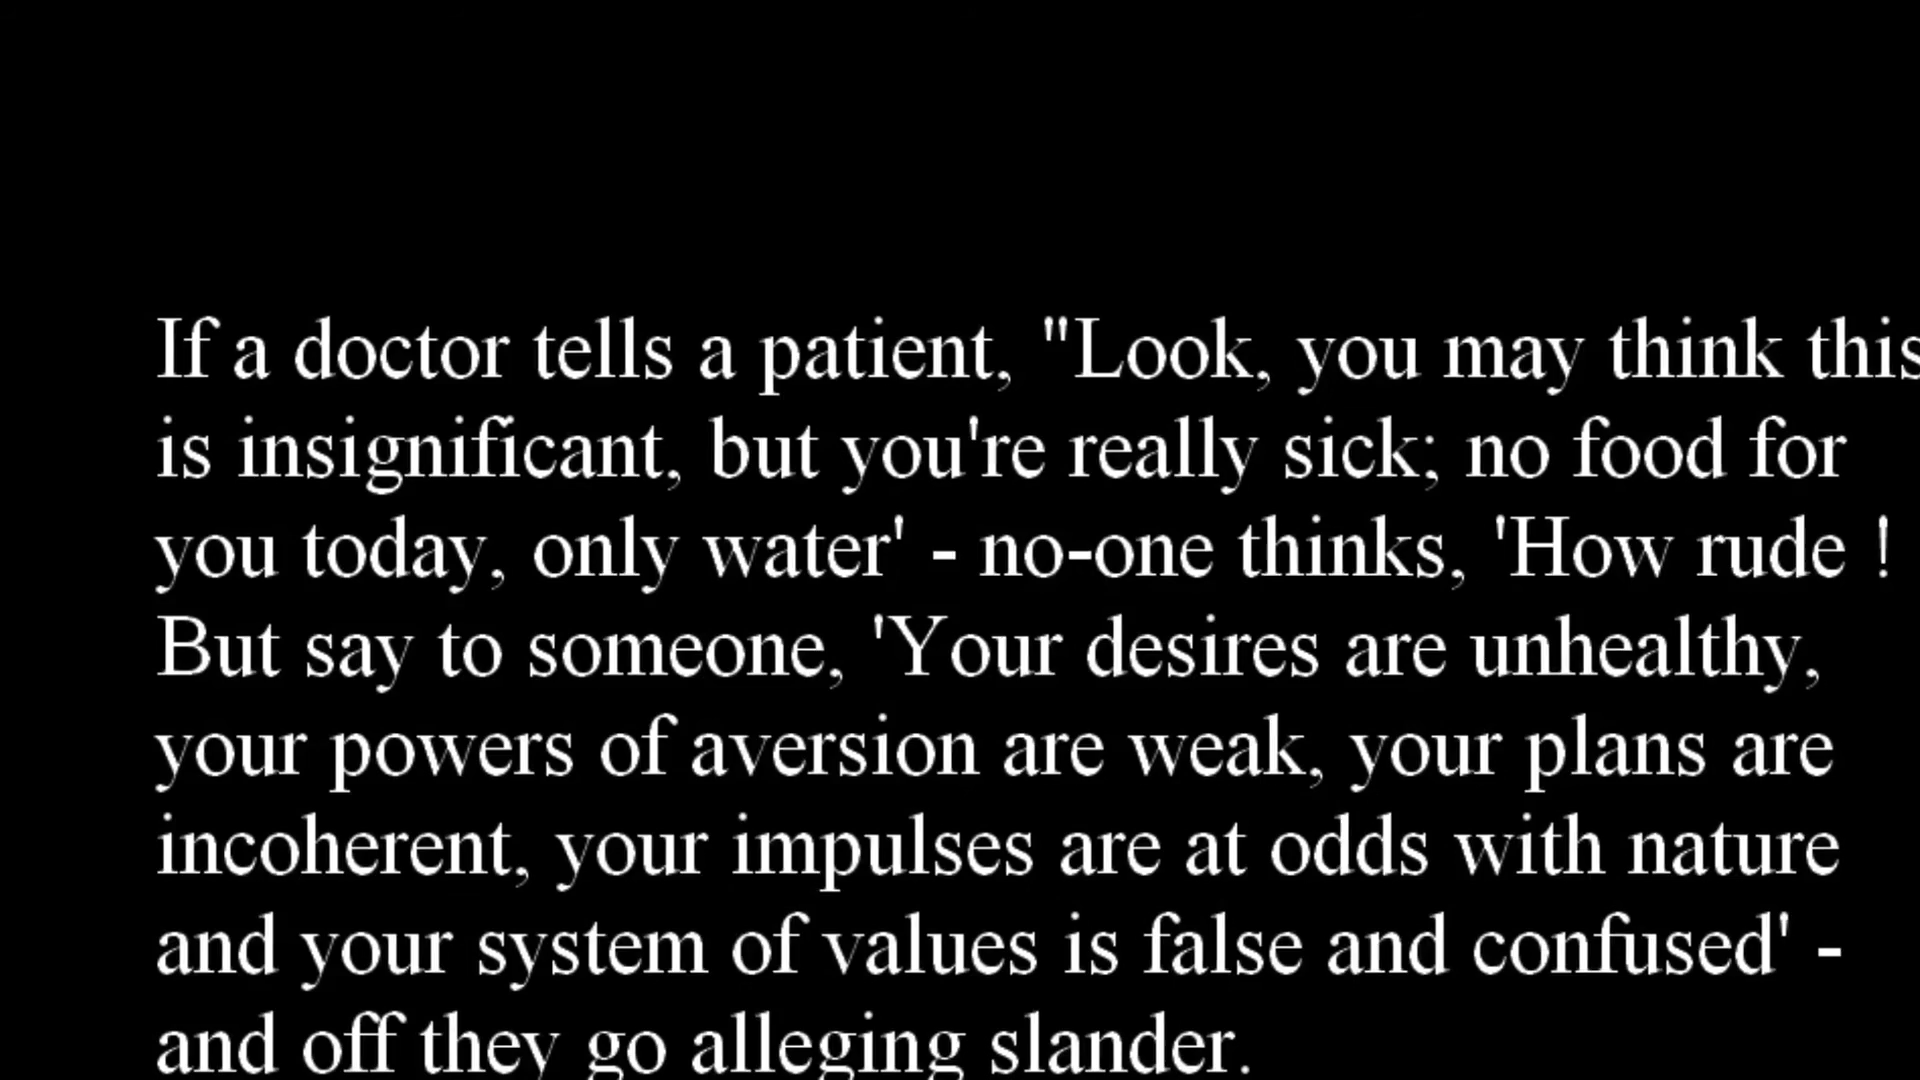 If a doctor tells a patient, "Look, you may think this
is insignificant, but you're really sick; no food for
you today, only water' - no-one thinks, 'How rude !
But say to someone, 'Your desires are unhealthy,
your powers of aversion are weak, your plans are
incoherent, your impulses are at odds with nature
and your system of values is false and confused' -
and off they go alleging slander.